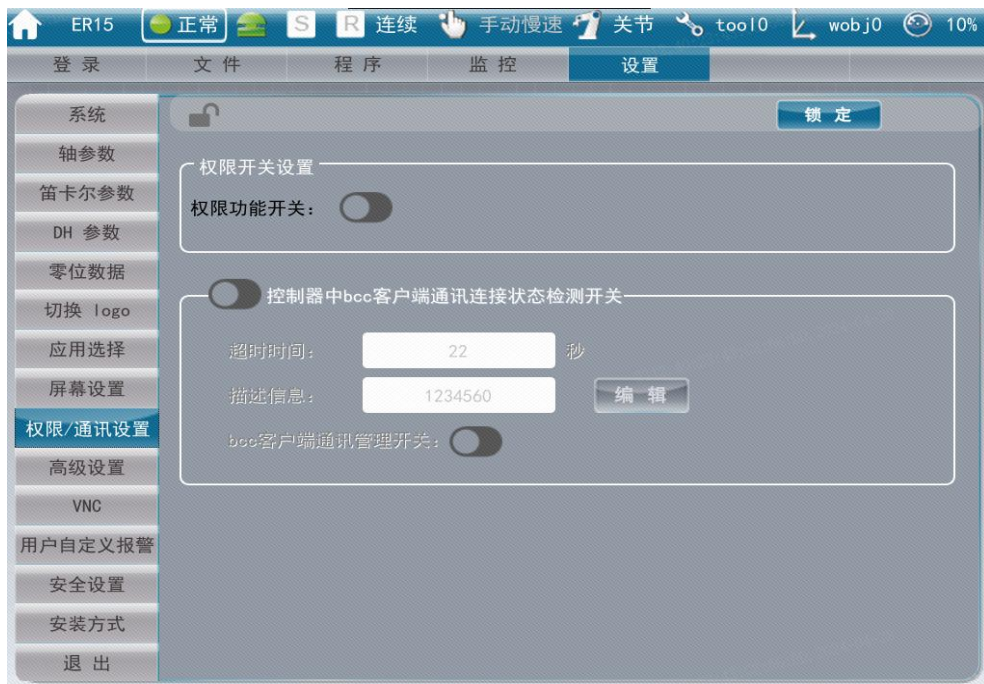 ER15 正常 S R 连续 手动慢速 关节 tool0 wobj0 10%
登录 文件 程序 监控 设置
系统
轴参数
笛卡尔参数
DH 参数
零位数据
切换 logo
应用选择
屏幕设置
权限/通讯设置
高级设置
VNC
用户自定义报警
安全设置
安装方式
退出
锁定
权限开关设置
权限功能开关:
控制器中bcc客户端通讯连接状态检测开关
超时时间: 22 秒
描述信息: 1234560 编辑
bcc客户端通讯管理开关: